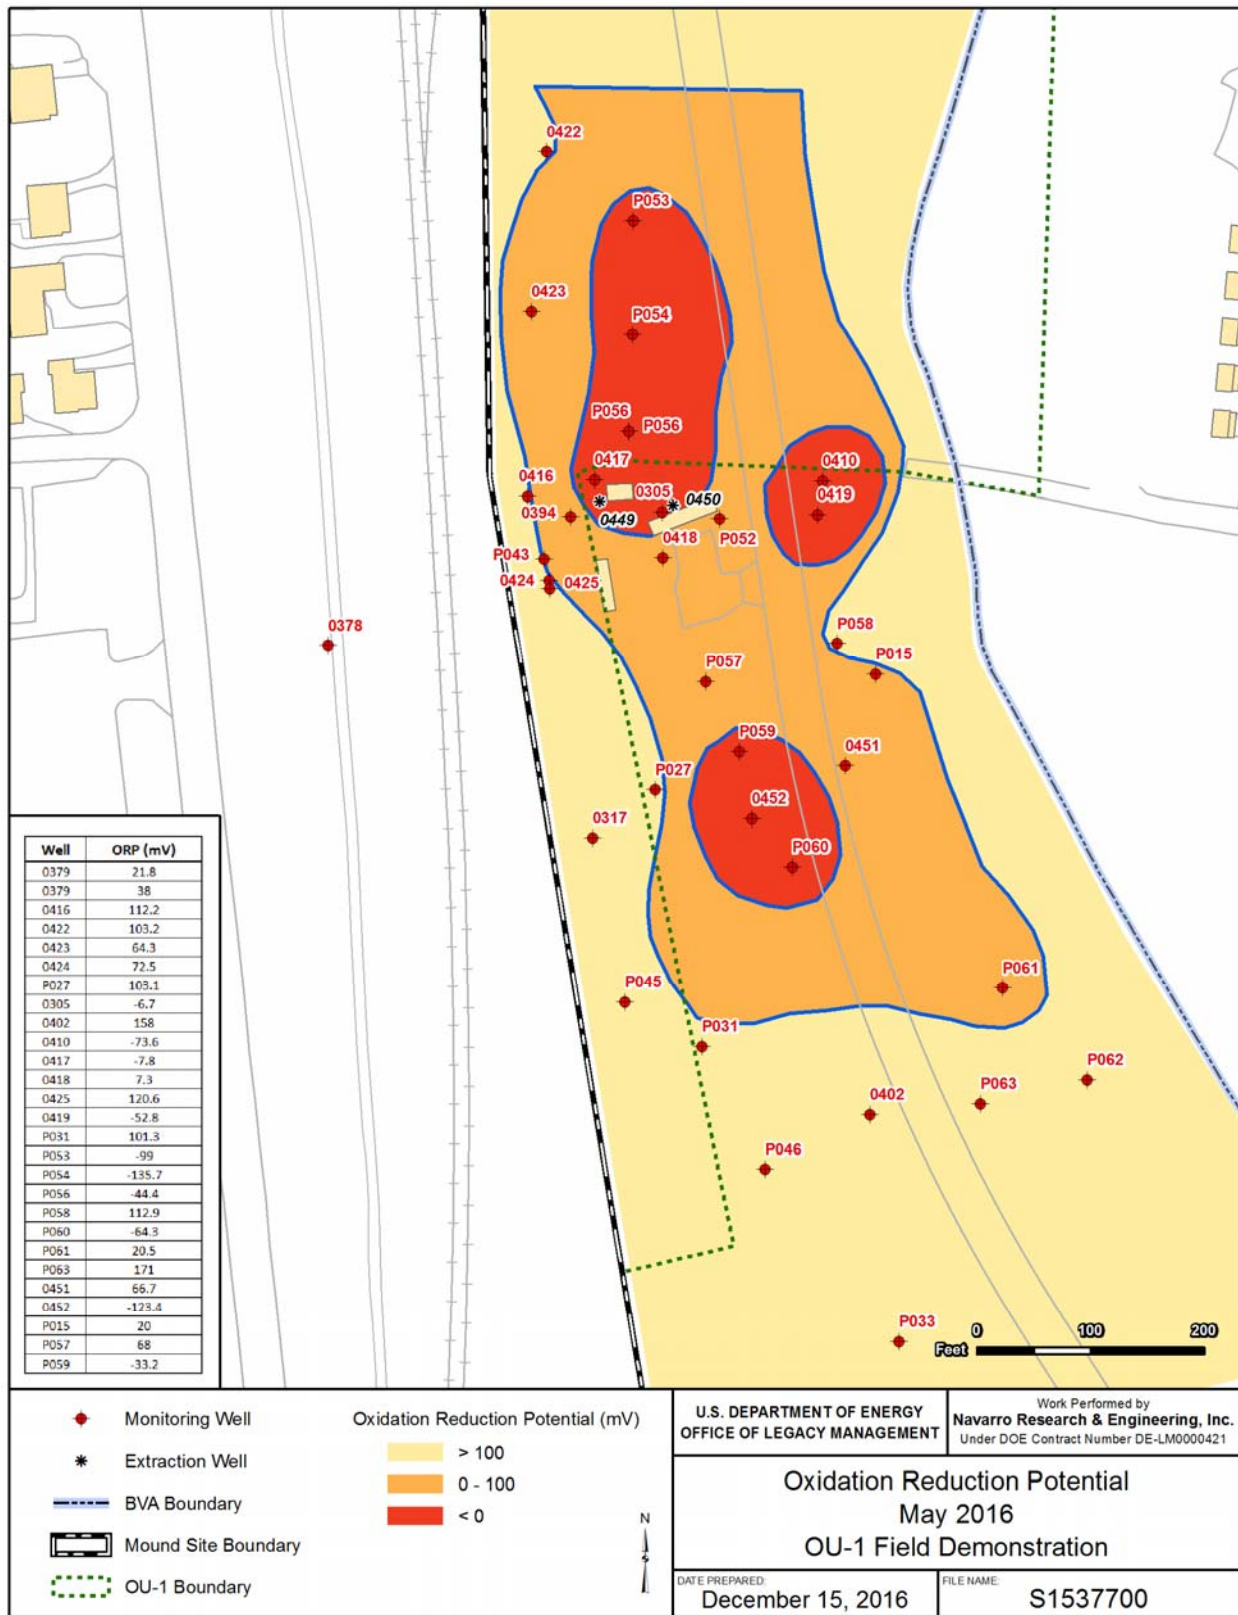 0422
P053
0423
P054
P056
P056
0417
0410
0416
0305
0450
0419
0394
0449
P052
P043
0418
0424
0425
0378
P058
P015
P057
P059
0451
P027
0452
0317
P060
P061
P045
P031
P062
0402
P063
P046
P033
0 100 200
Feet
Well ORP (mV)
0379 21.8
0379 38
0416 112.2
0422 103.2
0423 64.3
0424 72.5
P027 103.1
0305 -6.7
0402 158
0410 -73.6
0417 -7.8
0418 7.3
0425 120.6
0419 -52.8
P031 101.3
P053 -99
P054 -135.7
P056 -44.4
P058 112.9
P060 -64.3
P061 20.5
P063 171
0451 66.7
0452 -123.4
P015 20
P057 68
P059 -33.2
Monitoring Well
Extraction Well
BVA Boundary
Mound Site Boundary
OU-1 Boundary
Oxidation Reduction Potential (mV)
> 100
0 - 100
< 0
N
U.S. DEPARTMENT OF ENERGY
OFFICE OF LEGACY MANAGEMENT
Work Performed by
Navarro Research & Engineering, Inc.
Under DOE Contract Number DE-LM0000421
Oxidation Reduction Potential
May 2016
OU-1 Field Demonstration
DATE PREPARED:
December 15, 2016
FILE NAME:
S1537700